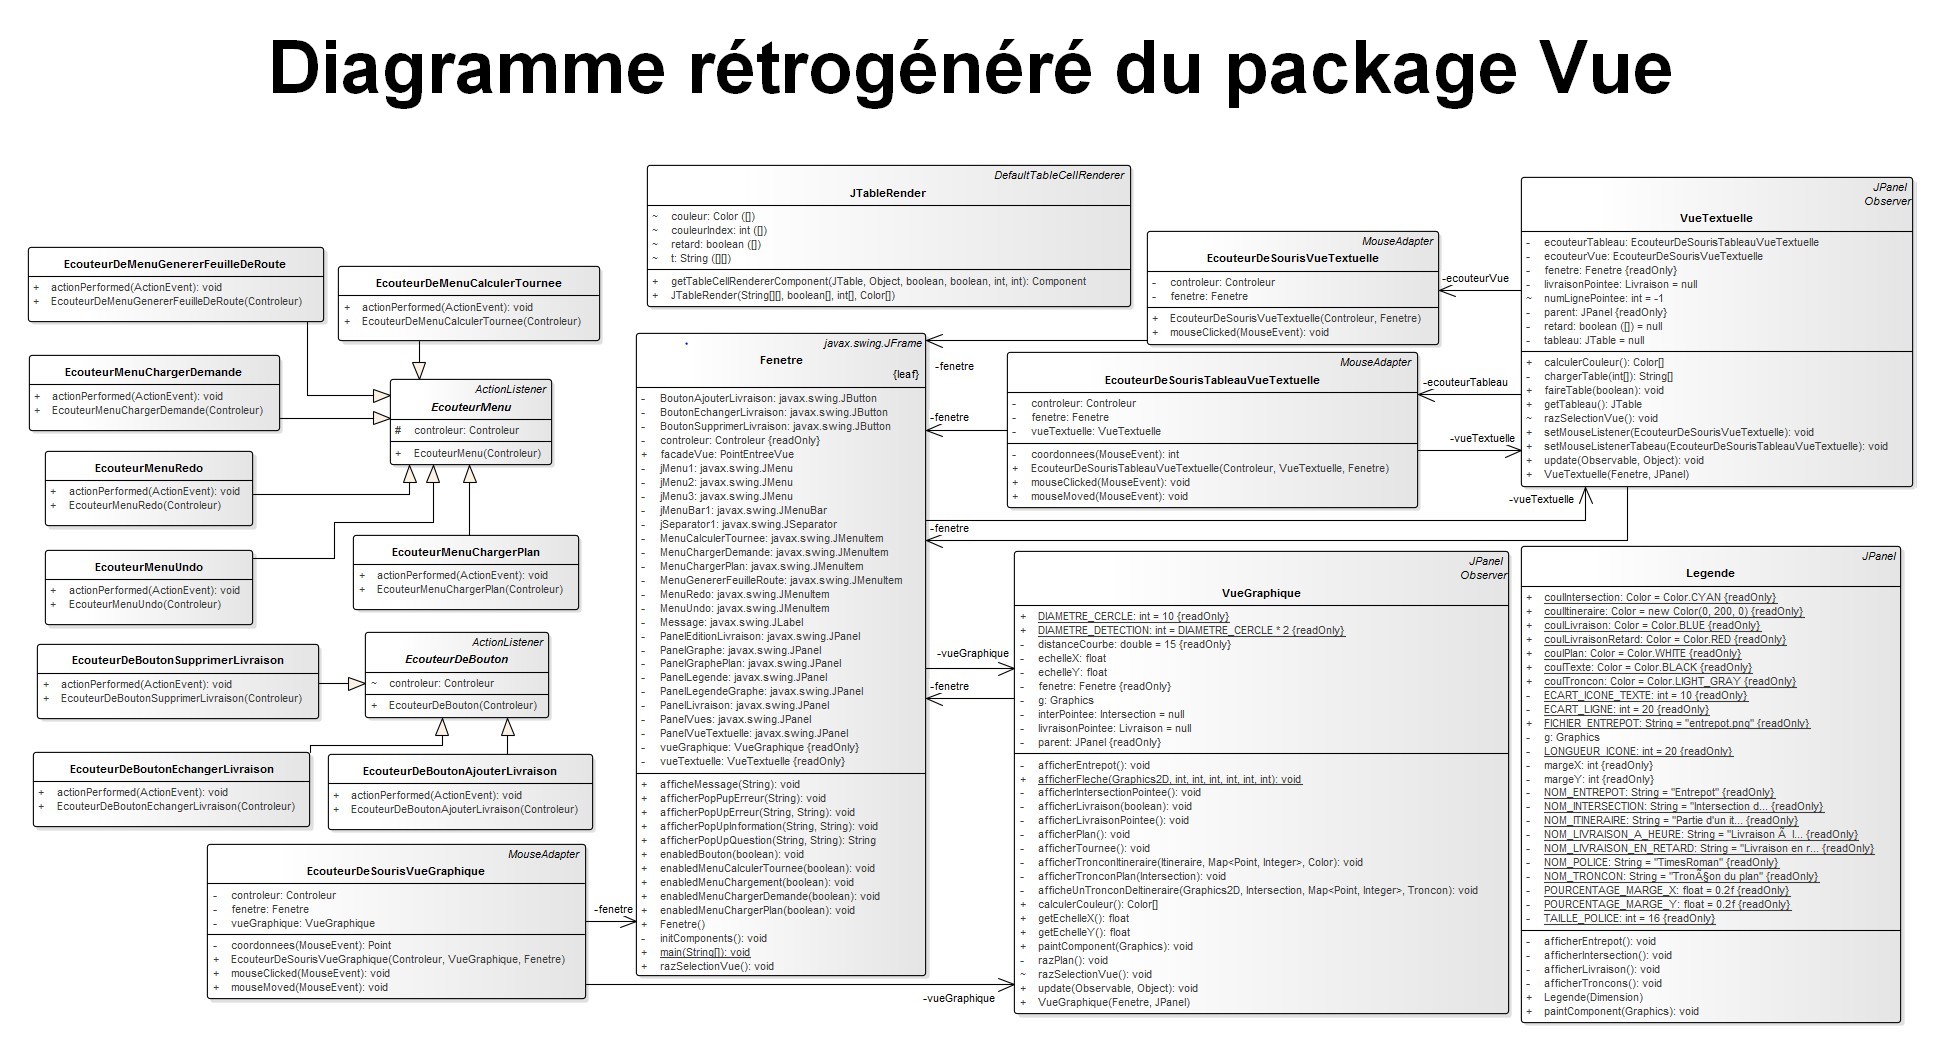 Diagramme rétrogénéré du package Vue
DefaultTableCellRenderer
JTableRender
~ couleur: Color ([])
~ couleurIndex: int ([])
~ retard: boolean ([])
~ t: String ([][])
+ getTableCellRendererComponent(JTable, Object, boolean, boolean, int, int): Component
+ JTableRender(String[][], boolean[], int[], Color[])
EcouteurDeMenuGenererFeuilleDeRoute
+ actionPerformed(ActionEvent): void
+ EcouteurDeMenuGenererFeuilleDeRoute(Controleur)
EcouteurDeMenuCalculerTournee
+ actionPerformed(ActionEvent): void
+ EcouteurDeMenuCalculerTournee(Controleur)
EcouteurMenuChargerDemande
+ actionPerformed(ActionEvent): void
+ EcouteurMenuChargerDemande(Controleur)
ActionListener
EcouteurMenu
# controleur: Controleur
+ EcouteurMenu(Controleur)
EcouteurMenuRedo
+ actionPerformed(ActionEvent): void
+ EcouteurMenuRedo(Controleur)
EcouteurMenuUndo
+ actionPerformed(ActionEvent): void
+ EcouteurMenuUndo(Controleur)
EcouteurMenuChargerPlan
+ actionPerformed(ActionEvent): void
+ EcouteurMenuChargerPlan(Controleur)
EcouteurDeBoutonSupprimerLivraison
+ actionPerformed(ActionEvent): void
+ EcouteurDeBoutonSupprimerLivraison(Controleur)
ActionListener
EcouteurDeBouton
~ controleur: Controleur
+ EcouteurDeBouton(Controleur)
EcouteurDeBoutonEchangerLivraison
+ actionPerformed(ActionEvent): void
+ EcouteurDeBoutonEchangerLivraison(Controleur)
EcouteurDeBoutonAjouterLivraison
+ actionPerformed(ActionEvent): void
+ EcouteurDeBoutonAjouterLivraison(Controleur)
MouseAdapter
EcouteurDeSourisVueGraphique
- controleur: Controleur
- fenetre: Fenetre
- vueGraphique: VueGraphique
- coordonnees(MouseEvent): Point
+ EcouteurDeSourisVueGraphique(Controleur, VueGraphique, Fenetre)
+ mouseClicked(MouseEvent): void
+ mouseMoved(MouseEvent): void
-fenetre
-vueGraphique
javax.swing.JFrame
Fenetre
{leaf}
- BoutonAjouterLivraison: javax.swing.JButton
- BoutonEchangerLivraison: javax.swing.JButton
- BoutonSupprimerLivraison: javax.swing.JButton
- controleur: Controleur {readOnly}
+ facadeVue: PointEntreeVue
- jMenu1: javax.swing.JMenu
- jMenu2: javax.swing.JMenu
- jMenu3: javax.swing.JMenu
- jMenuBar1: javax.swing.JMenuBar
- jSeparator1: javax.swing.JSeparator
- MenuCalculerTournee: javax.swing.JMenuItem
- MenuChargerDemande: javax.swing.JMenuItem
- MenuChargerPlan: javax.swing.JMenuItem
- MenuGenererFeuilleRoute: javax.swing.JMenuItem
- MenuRedo: javax.swing.JMenuItem
- MenuUndo: javax.swing.JMenuItem
- Message: javax.swing.JLabel
- PanelEditionLivraison: javax.swing.JPanel
- PanelGraphe: javax.swing.JPanel
- PanelGraphePlan: javax.swing.JPanel
- PanelLegende: javax.swing.JPanel
- PanelLegendeGraphe: javax.swing.JPanel
- PanelLivraison: javax.swing.JPanel
- PanelVues: javax.swing.JPanel
- PanelVueTextuelle: javax.swing.JPanel
- vueGraphique: VueGraphique {readOnly}
- vueTextuelle: VueTextuelle {readOnly}
+ afficheMessage(String): void
+ afficherPopPupErreur(String): void
+ afficherPopUpErreur(String, String): void
+ afficherPopUpInformation(String, String): void
+ afficherPopUpQuestion(String, String): String
+ enabledBouton(boolean): void
+ enabledMenuCalculerTournee(boolean): void
+ enabledMenuChargement(boolean): void
+ enabledMenuChargerDemande(boolean): void
+ enabledMenuChargerPlan(boolean): void
+ Fenetre()
- initComponents(): void
+ main(String[]): void
+ razSelectionVue(): void
MouseAdapter
EcouteurDeSourisVueTextuelle
- controleur: Controleur
- fenetre: Fenetre
+ EcouteurDeSourisVueTextuelle(Controleur, Fenetre)
+ mouseClicked(MouseEvent): void
-ecouteurVue
-fenetre
MouseAdapter
EcouteurDeSourisTableauVueTextuelle
- controleur: Controleur
- fenetre: Fenetre
- vueTextuelle: VueTextuelle
- coordonnees(MouseEvent): int
+ EcouteurDeSourisTableauVueTextuelle(Controleur, VueTextuelle, Fenetre)
+ mouseClicked(MouseEvent): void
+ mouseMoved(MouseEvent): void
-fenetre
-ecouteurTableau
-vueTextuelle
-vueTextuelle
-fenetre
JPanel
Observer
VueTextuelle
- ecouteurTableau: EcouteurDeSourisTableauVueTextuelle
- ecouteurVue: EcouteurDeSourisVueTextuelle
- fenetre: Fenetre {readOnly}
- livraisonPointee: Livraison = null
~ numLignePointee: int = -1
- parent: JPanel {readOnly}
- retard: boolean ([]) = null
- tableau: JTable = null
+ calculerCouleur(): Color[]
- chargerTable(int[]): String[]
+ faireTable(boolean): void
+ getTableau(): JTable
~ razSelectionVue(): void
+ setMouseListener(EcouteurDeSourisVueTextuelle): void
+ setMouseListenerTabeau(EcouteurDeSourisTableauVueTextuelle): void
+ update(Observable, Object): void
+ VueTextuelle(Fenetre, JPanel)
-vueGraphique
-fenetre
JPanel
Observer
VueGraphique
+ DIAMETRE_CERCLE: int = 10 {readOnly}
+ DIAMETRE_DETECTION: int = DIAMETRE_CERCLE * 2 {readOnly}
- distanceCourbe: double = 15 {readOnly}
- echelleX: float
- echelleY: float
- fenetre: Fenetre {readOnly}
- g: Graphics
- interPointee: Intersection = null
- livraisonPointee: Livraison = null
- parent: JPanel {readOnly}
- afficherEntrepot(): void
+ afficherFleche(Graphics2D, int, int, int, int, int, int): void
- afficherIntersectionPointee(): void
- afficherLivraison(boolean): void
- afficherLivraisonPointee(): void
- afficherPlan(): void
- afficherTournee(): void
- afficherTronconItineraire(Itineraire, Map<Point, Integer>, Color): void
- afficherTronconPlan(Intersection): void
- afficheUnTronconDeItineraire(Graphics2D, Intersection, Map<Point, Integer>, Troncon): void
+ calculerCouleur(): Color[]
+ getEchelleX(): float
+ getEchelleY(): float
+ paintComponent(Graphics): void
- razPlan(): void
~ razSelectionVue(): void
+ update(Observable, Object): void
+ VueGraphique(Fenetre, JPanel)
JPanel
Legende
+ coulIntersection: Color = Color.CYAN {readOnly}
+ coulItineraire: Color = new Color(0, 200, 0) {readOnly}
+ coulLivraison: Color = Color.BLUE {readOnly}
+ coulLivraisonRetard: Color = Color.RED {readOnly}
+ coulPlan: Color = Color.WHITE {readOnly}
+ coulTexte: Color = Color.BLACK {readOnly}
+ coulTroncon: Color = Color.LIGHT_GRAY {readOnly}
- ECART_ICONE_TEXTE: int = 10 {readOnly}
- ECART_LIGNE: int = 20 {readOnly}
+ FICHIER_ENTREPOT: String = "entrepot.png" {readOnly}
- g: Graphics
- LONGUEUR_ICONE: int = 20 {readOnly}
- margeX: int {readOnly}
- margeY: int {readOnly}
- NOM_ENTREPOT: String = "Entrepot" {readOnly}
- NOM_INTERSECTION: String = "Intersection d... {readOnly}
- NOM_ITINERAIRE: String = "Partie d'un it... {readOnly}
- NOM_LIVRAISON_A_HEURE: String = "Livraison Ã l... {readOnly}
- NOM_LIVRAISON_EN_RETARD: String = "Livraison en r... {readOnly}
- NOM_POLICE: String = "TimesRoman" {readOnly}
- NOM_TRONCON: String = "TronÃ§on du plan" {readOnly}
- POURCENTAGE_MARGE_X: float = 0.2f {readOnly}
- POURCENTAGE_MARGE_Y: float = 0.2f {readOnly}
- TAILLE_POLICE: int = 16 {readOnly}
- afficherEntrepot(): void
- afficherIntersection(): void
- afficherLivraison(): void
- afficherTroncons(): void
+ Legende(Dimension)
+ paintComponent(Graphics): void